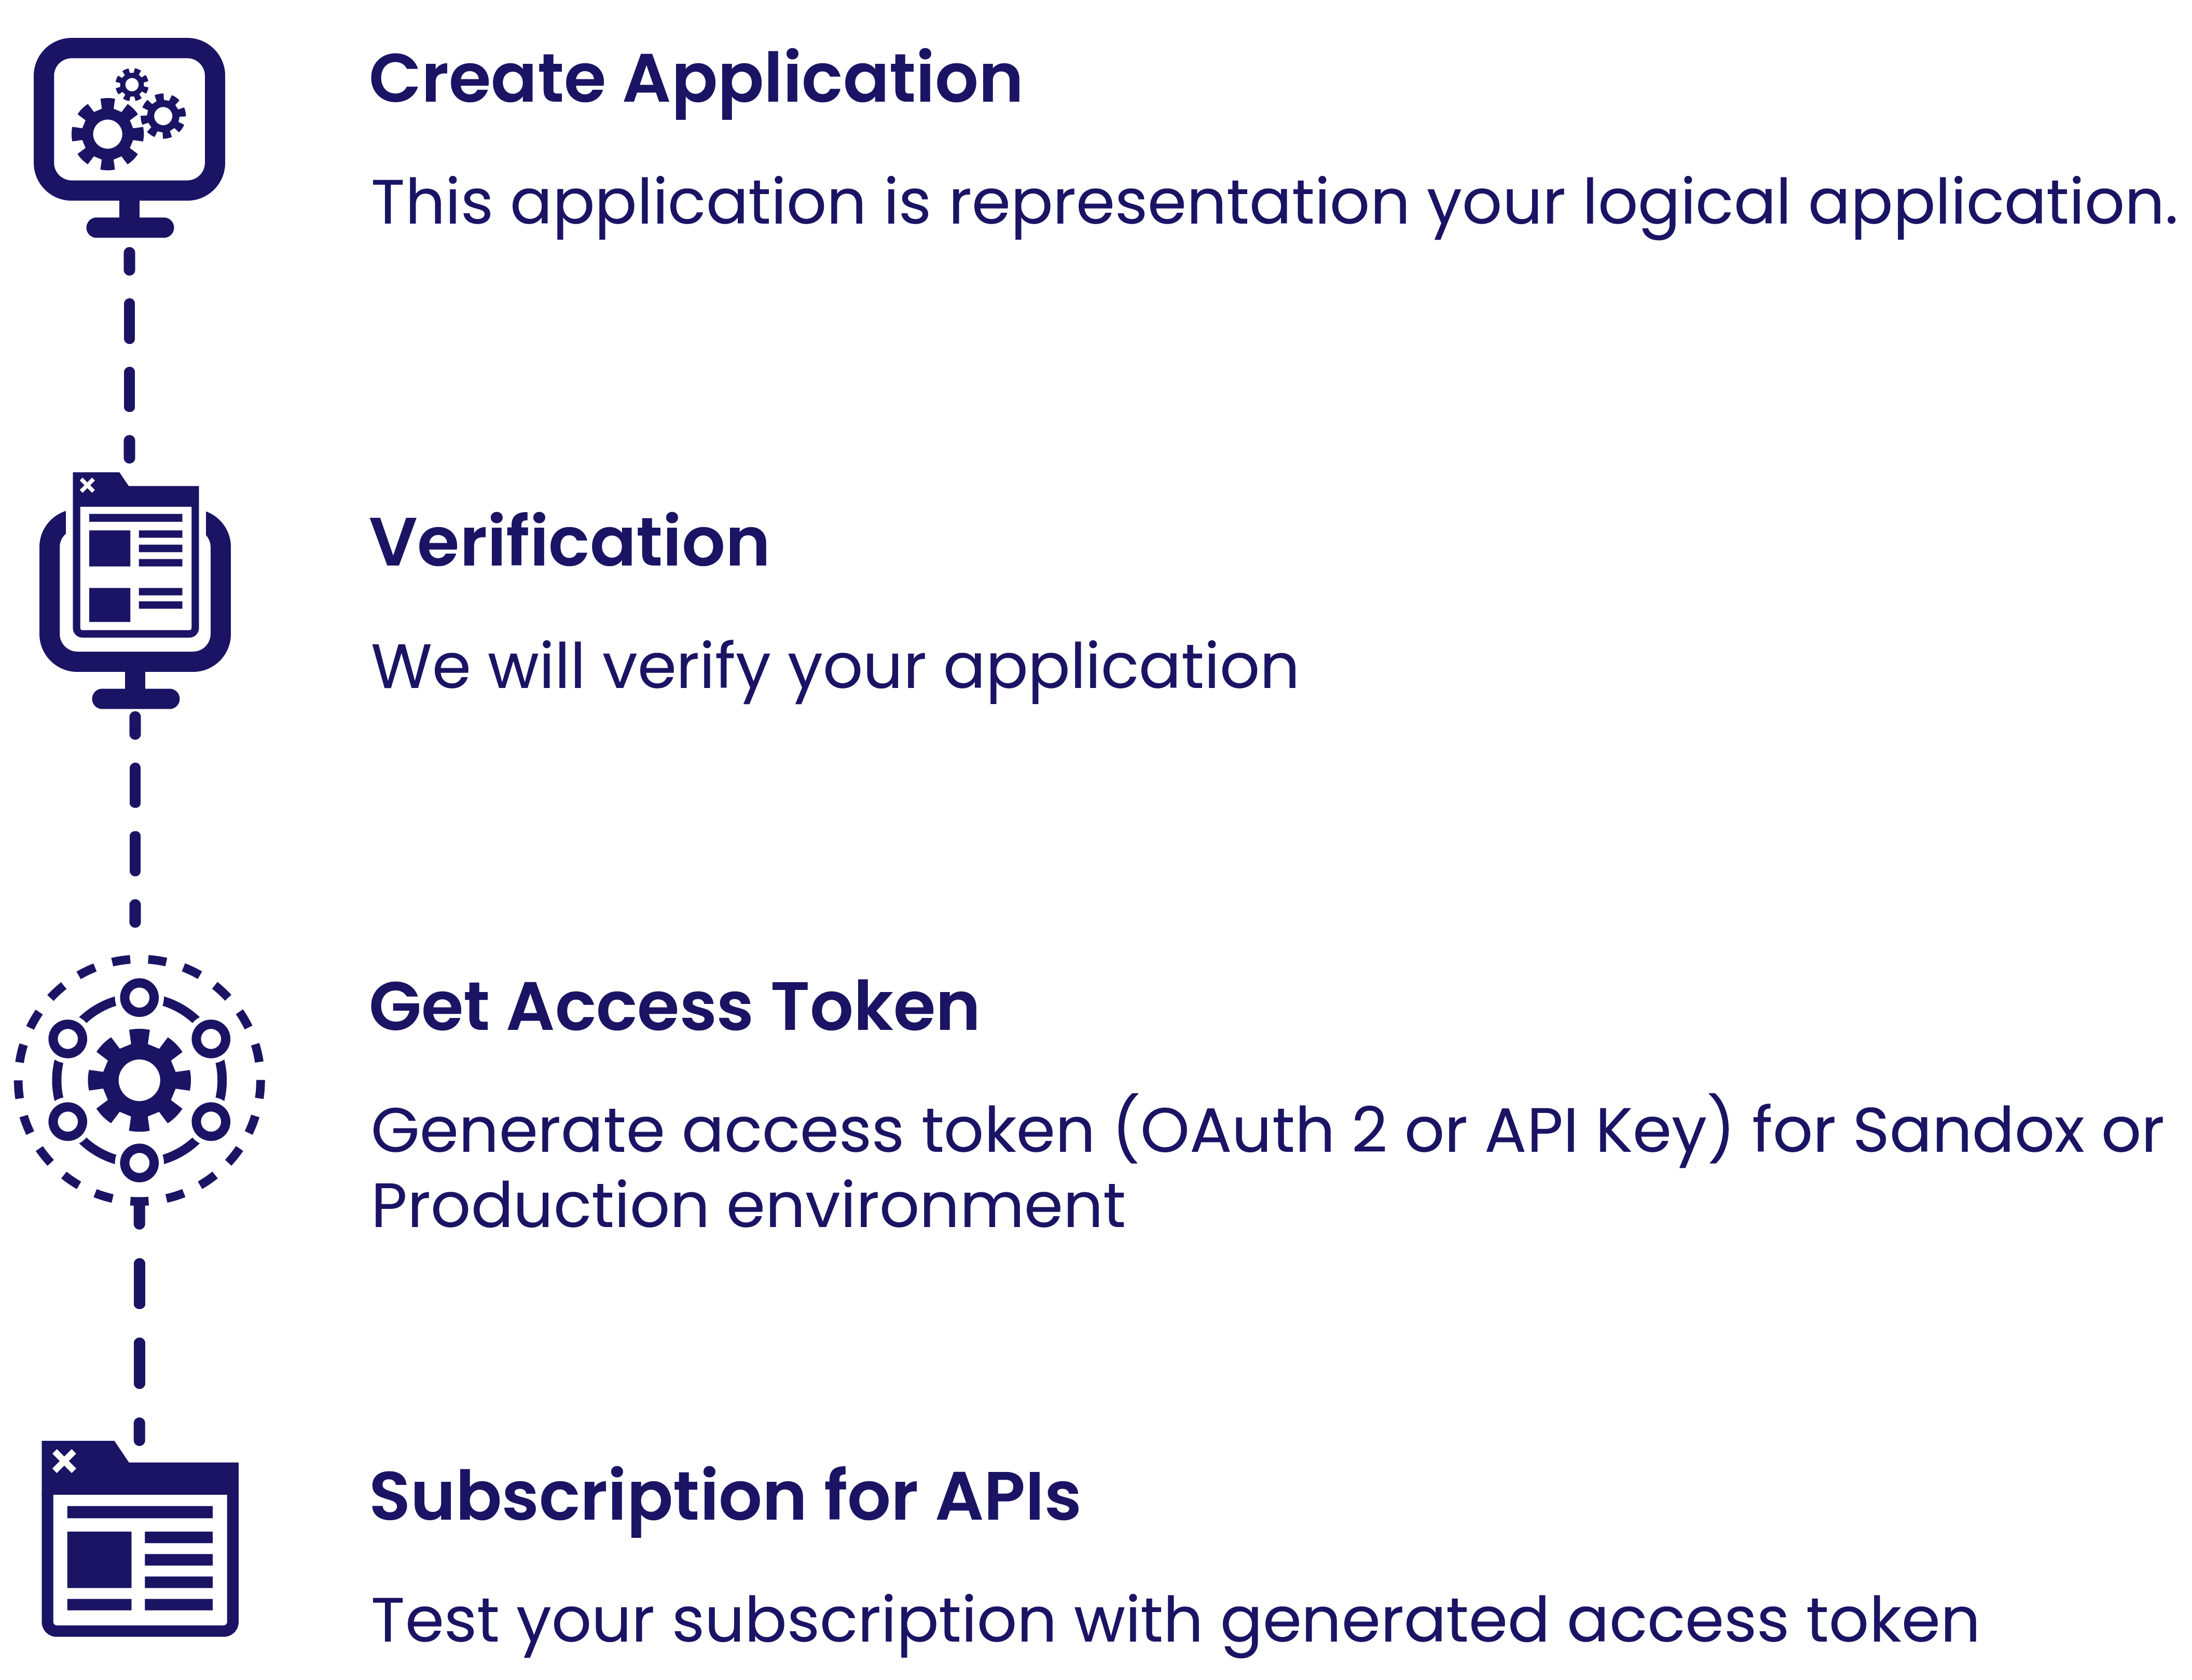 Create Application
This application is representation your logical application.
Verification
We will verify your application
Get Access Token
Generate access token (OAuth 2 or API Key) for Sandox or
Production environment
Subscription for APIs
Test your subscription with generated access token